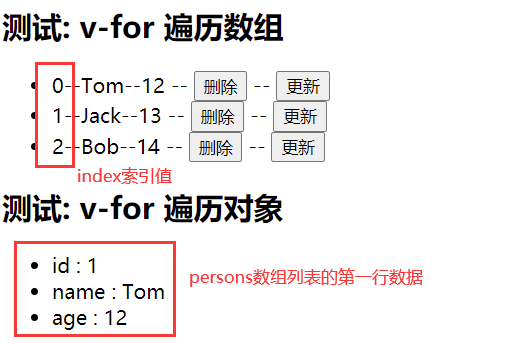 测试: v-for 遍历数组
0--Tom--12 -- 删除 -- 更新
1--Jack--13 -- 删除 -- 更新
2--Bob--14 -- 删除 -- 更新
index索引值
测试: v-for 遍历对象
id : 1
name : Tom
persons数组列表的第一行数据
age : 12